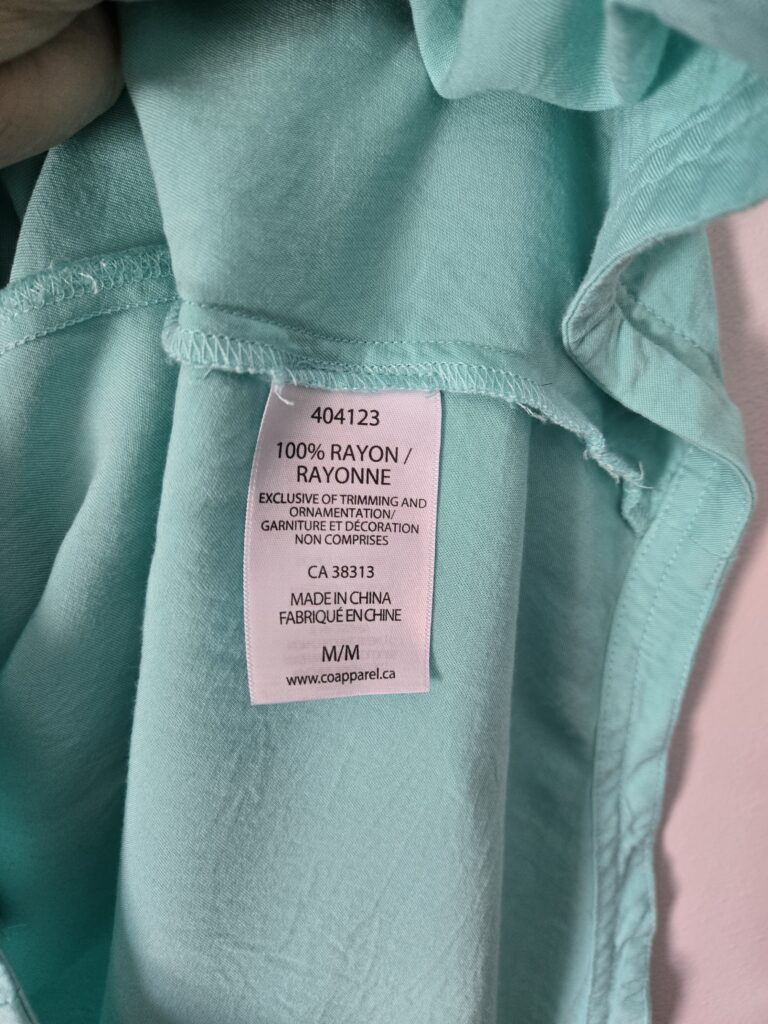 404123
100% RAYON /
RAYONNE
EXCLUSIVE OF TRIMMING AND
ORNAMENTATION/
GARNITURE ET DÉCORATION
NON COMPRISES
CA 38313
MADE IN CHINA
FABRIQUÉ EN CHINE
M/M
www.coapparel.ca